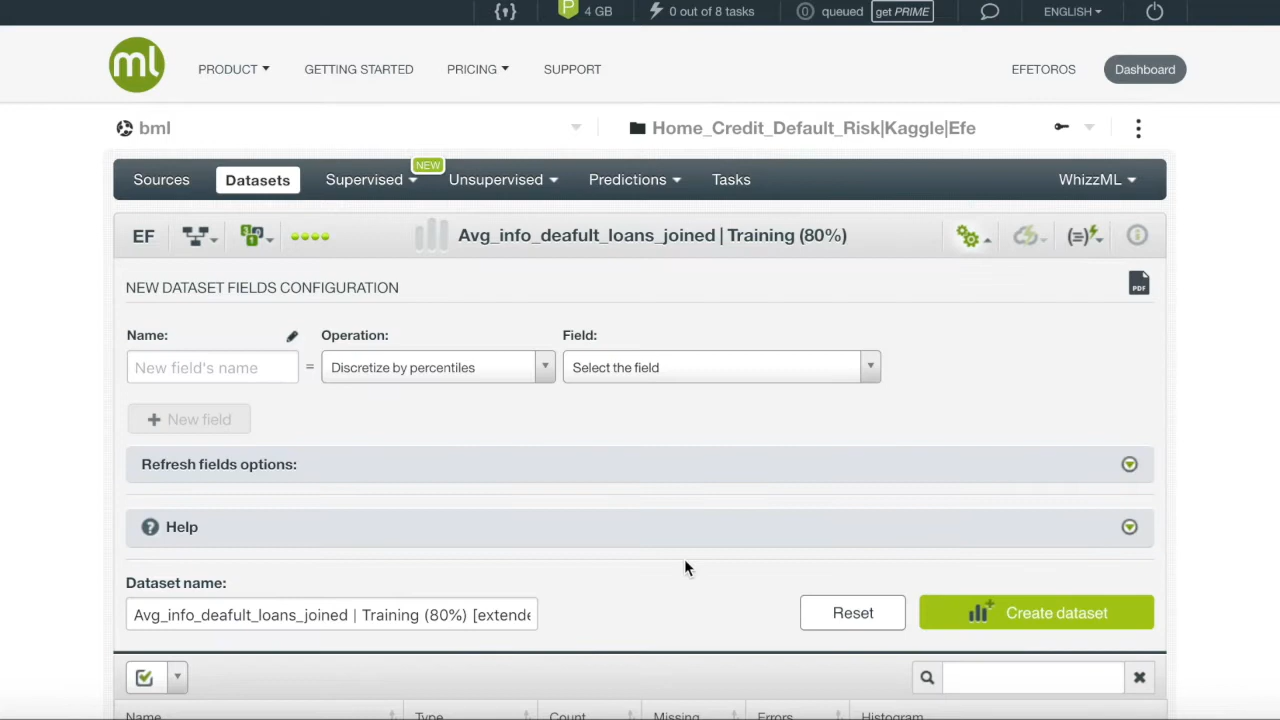 P 4 GB 0 out of 8 tasks 0 queued get PRIME ENGLISH
ml PRODUCT GETTING STARTED PRICING SUPPORT EFETOROS Dashboard
bml Home_Credit_Default_Risk|Kaggle|Efe
NEW
Sources Datasets Supervised Unsupervised Predictions Tasks WhizzML
EF Avg_info_deafult_loans_joined | Training (80%)
NEW DATASET FIELDS CONFIGURATION PDF
Name: Operation: Field:
New field's name = Discretize by percentiles Select the field
+ New field
Refresh fields options:
? Help
Dataset name:
Avg_info_deafult_loans_joined | Training (80%) [extende Reset Create dataset
Name Type Count Missing Errors Histogram